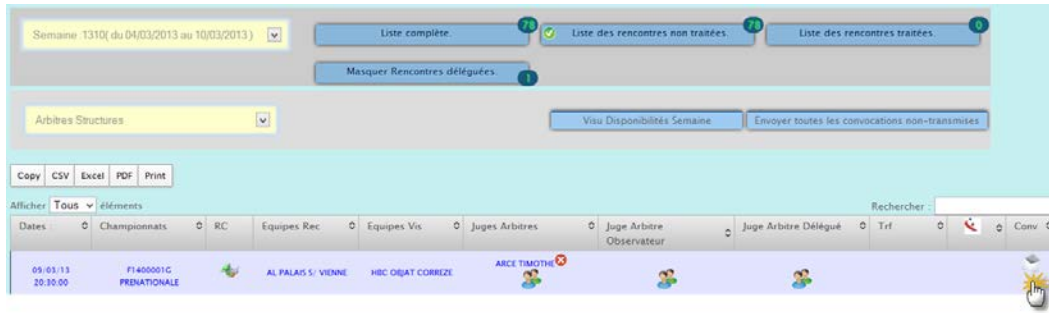 Semaine 1310( du 04/03/2013 au 10/03/2013 )
Liste complète. 78
Liste des rencontres non traitées. 78
Liste des rencontres traitées. 0
Masquer Rencontres déléguées. 1
Arbitres Structures
Visu Disponibilités Semaine
Envoyer toutes les convocations non-transmises
Copy CSV Excel PDF Print
Afficher Tous éléments
Rechercher :
Dates Championnats RC Equipes Rec Equipes Vis Juges Arbitres Juge Arbitre Observateur Juge Arbitre Délégué Trf Conv
09/03/13 20:30:00
F1400001G PRENATIONALE
AL PALAIS S/ VIENNE
HBC OBJAT CORREZE
ARCE TIMOTHE